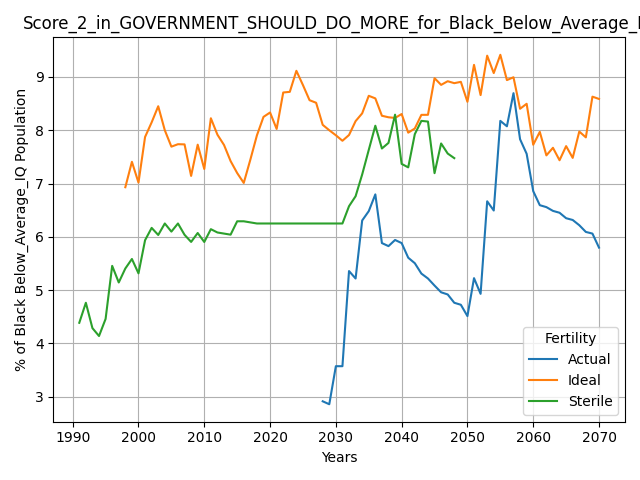 Score_2_in_GOVERNMENT_SHOULD_DO_MORE_for_Black_Below_Average_
% of Black Below_Average_IQ Population
9
8
7
6
5
4
3
Fertility
Actual
Ideal
Sterile
1990 2000 2010 2020 2030 2040 2050 2060 2070
Years